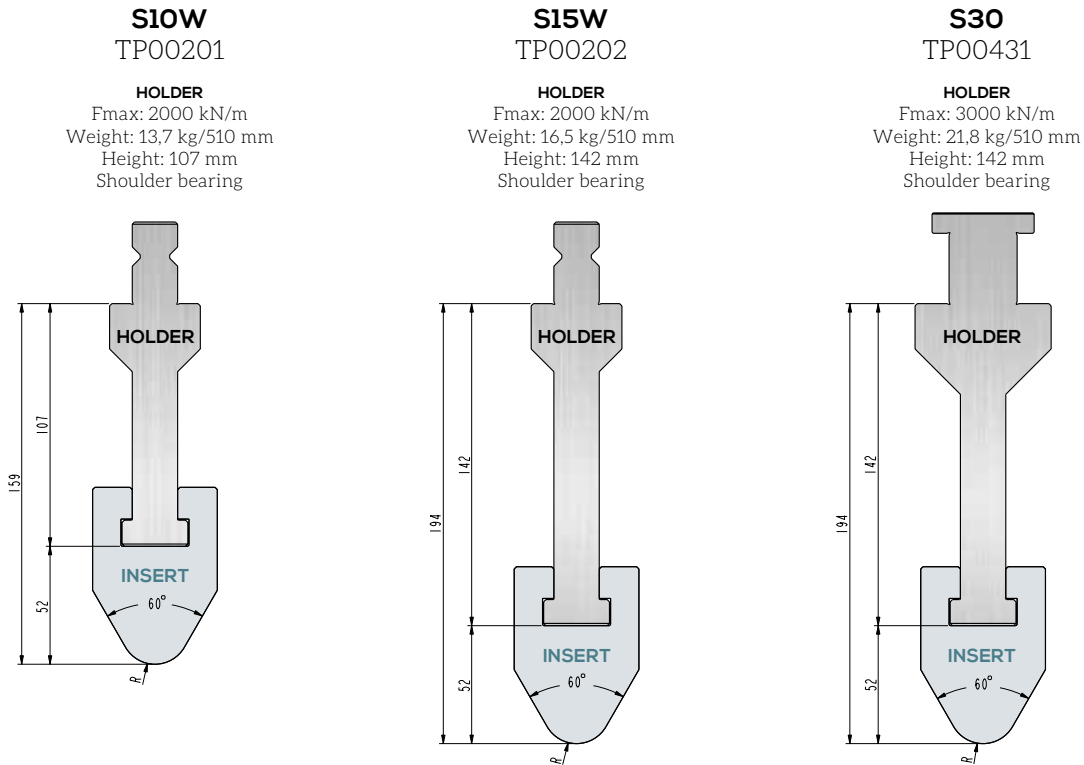 S10W
TP00201
HOLDER
Fmax: 2000 kN/m
Weight: 13,7 kg/510 mm
Height: 107 mm
Shoulder bearing
HOLDER
159
107
52
INSERT
60°
R
S15W
TP00202
HOLDER
Fmax: 2000 kN/m
Weight: 16,5 kg/510 mm
Height: 142 mm
Shoulder bearing
HOLDER
194
142
52
INSERT
60°
R
S30
TP00431
HOLDER
Fmax: 3000 kN/m
Weight: 21,8 kg/510 mm
Height: 142 mm
Shoulder bearing
HOLDER
194
142
52
INSERT
60°
R